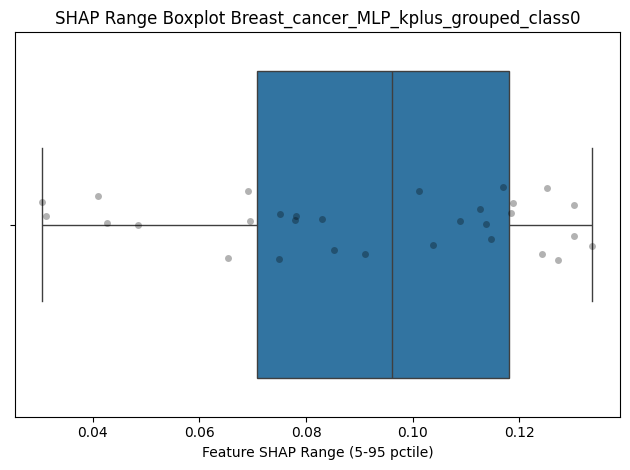 SHAP Range Boxplot Breast_cancer_MLP_kplus_grouped_class0
0.04 0.06 0.08 0.10 0.12
Feature SHAP Range (5-95 pctile)